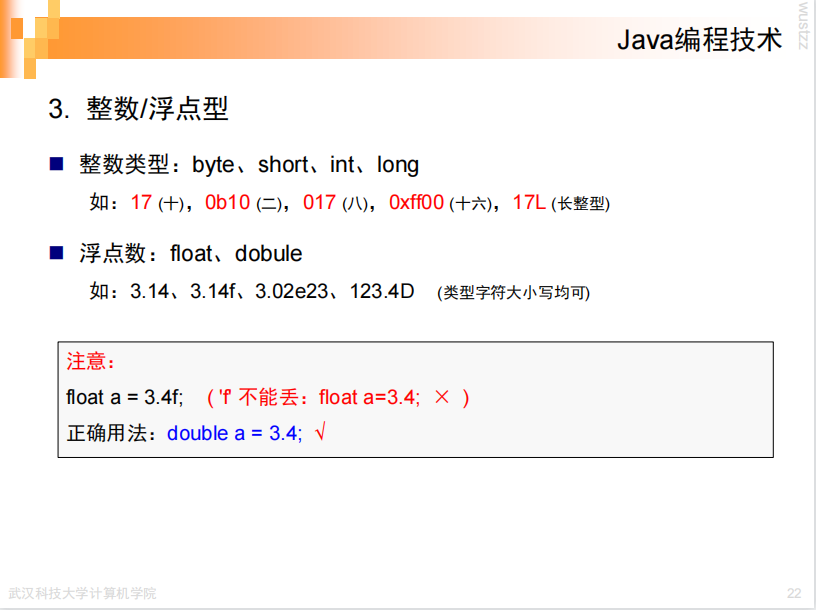 Java编程技术
wustzz
3. 整数/浮点型
整数类型：byte、short、int、long
如：17 (十)，0b10 (二)，017 (八)，0xff00 (十六)，17L (长整型)
浮点数：float、dobule
如：3.14、3.14f、3.02e23、123.4D (类型字符大小写均可)
注意：
float a = 3.4f; ( 'f' 不能丢：float a=3.4; × )
正确用法：double a = 3.4; √
武汉科技大学计算机学院
22